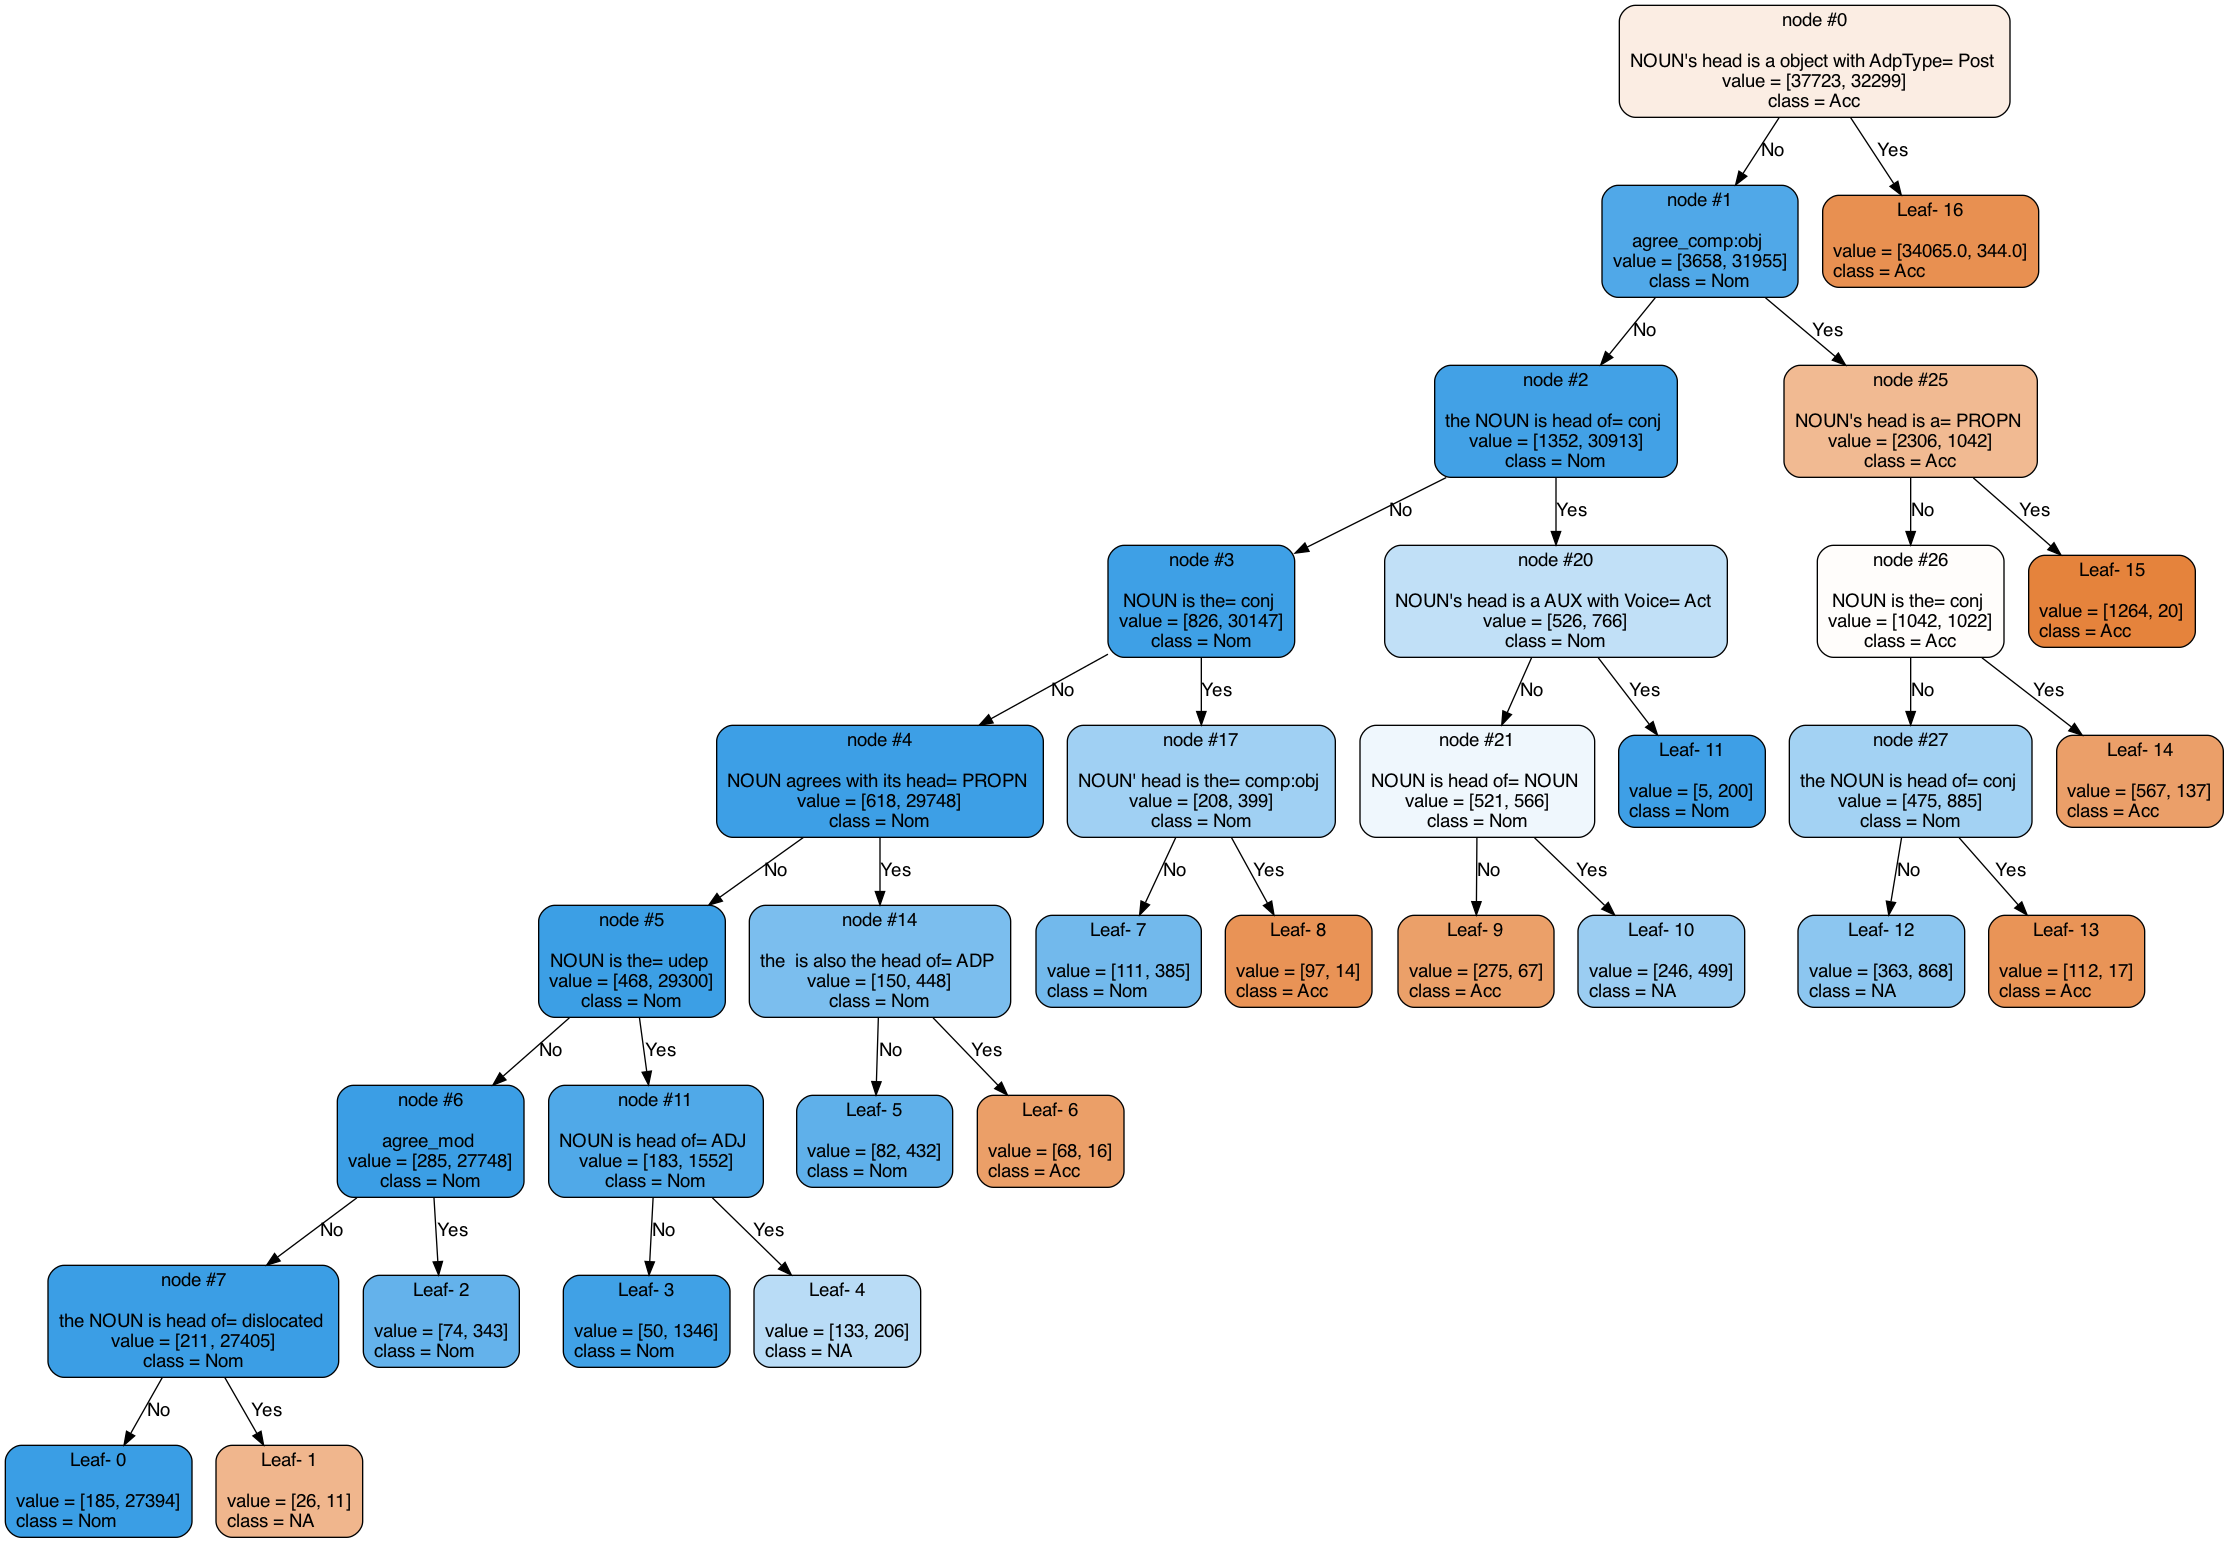 node #0
NOUN's head is a object with AdpType= Post
value = [37723, 32299]
class = Acc
No
Yes
node #1
agree_comp:obj
value = [3658, 31955]
class = Nom
Leaf- 16
value = [34065.0, 344.0]
class = Acc
No
Yes
node #2
the NOUN is head of= conj
value = [1352, 30913]
class = Nom
node #25
NOUN's head is a= PROPN
value = [2306, 1042]
class = Acc
No
Yes
No
Yes
node #3
NOUN is the= conj
value = [826, 30147]
class = Nom
node #20
NOUN's head is a AUX with Voice= Act
value = [526, 766]
class = Nom
node #26
NOUN is the= conj
value = [1042, 1022]
class = Acc
Leaf- 15
value = [1264, 20]
class = Acc
No
Yes
No
Yes
No
Yes
node #4
NOUN agrees with its head= PROPN
value = [618, 29748]
class = Nom
node #17
NOUN' head is the= comp:obj
value = [208, 399]
class = Nom
node #21
NOUN is head of= NOUN
value = [521, 566]
class = Nom
Leaf- 11
value = [5, 200]
class = Nom
node #27
the NOUN is head of= conj
value = [475, 885]
class = Nom
Leaf- 14
value = [567, 137]
class = Acc
No
Yes
No
Yes
No
Yes
No
Yes
node #5
NOUN is the= udep
value = [468, 29300]
class = Nom
node #14
the  is also the head of= ADP
value = [150, 448]
class = Nom
Leaf- 7
value = [111, 385]
class = Nom
Leaf- 8
value = [97, 14]
class = Acc
Leaf- 9
value = [275, 67]
class = Acc
Leaf- 10
value = [246, 499]
class = NA
Leaf- 12
value = [363, 868]
class = NA
Leaf- 13
value = [112, 17]
class = Acc
No
Yes
No
Yes
node #6
agree_mod
value = [285, 27748]
class = Nom
node #11
NOUN is head of= ADJ
value = [183, 1552]
class = Nom
Leaf- 5
value = [82, 432]
class = Nom
Leaf- 6
value = [68, 16]
class = Acc
No
Yes
No
Yes
node #7
the NOUN is head of= dislocated
value = [211, 27405]
class = Nom
Leaf- 2
value = [74, 343]
class = Nom
Leaf- 3
value = [50, 1346]
class = Nom
Leaf- 4
value = [133, 206]
class = NA
No
Yes
Leaf- 0
value = [185, 27394]
class = Nom
Leaf- 1
value = [26, 11]
class = NA